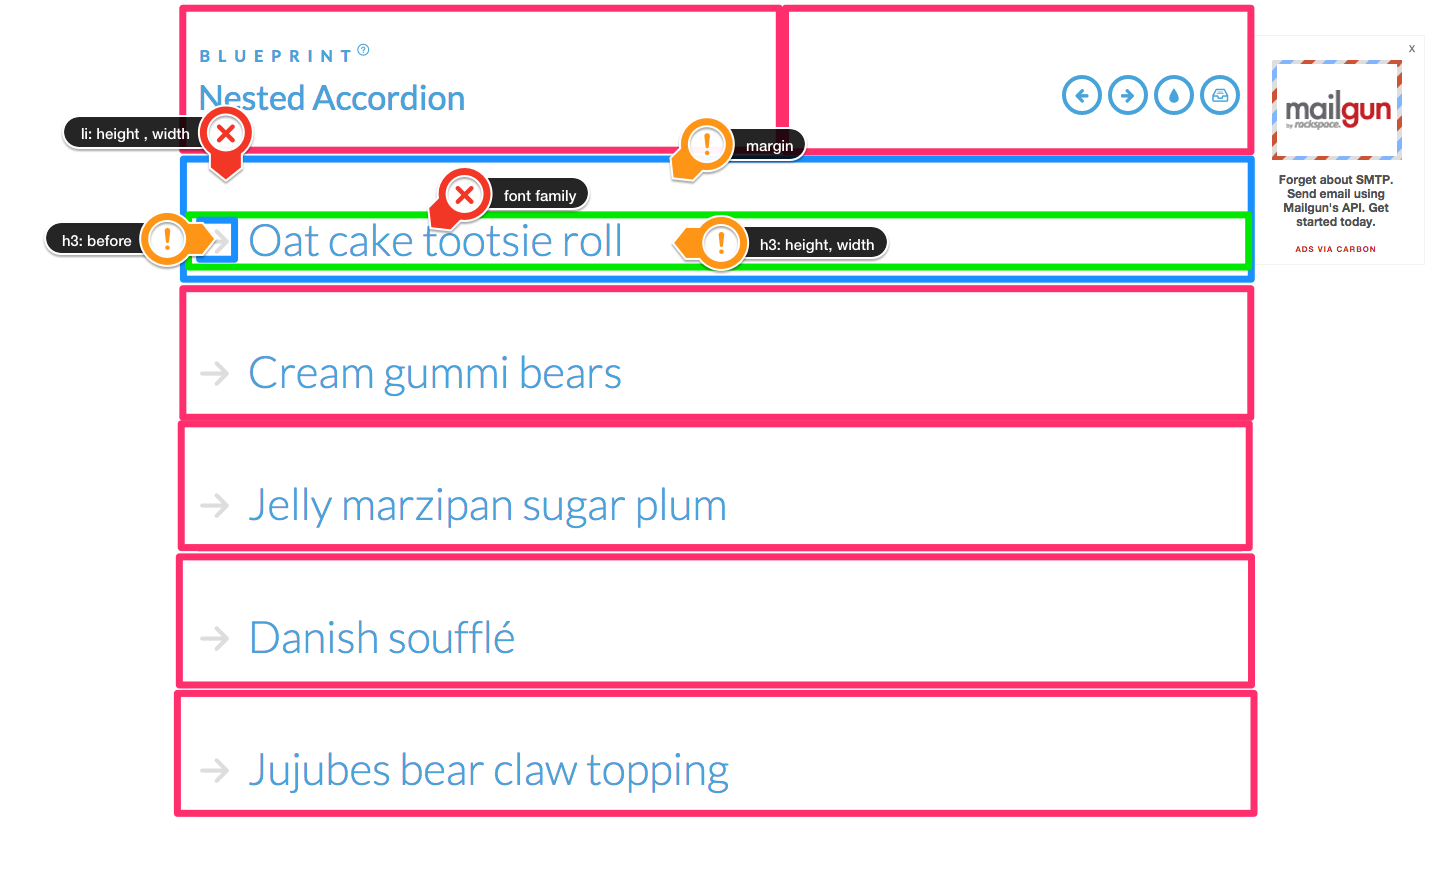 BLUEPRINT?
Nested Accordion
x
mailgun
by rackspace.
Forget about SMTP.
Send email using
Mailgun's API. Get
started today.
ADS VIA CARBON
li: height , width
margin
font family
h3: before
h3: height, width
Oat cake tootsie roll
Cream gummi bears
Jelly marzipan sugar plum
Danish soufflé
Jujubes bear claw topping